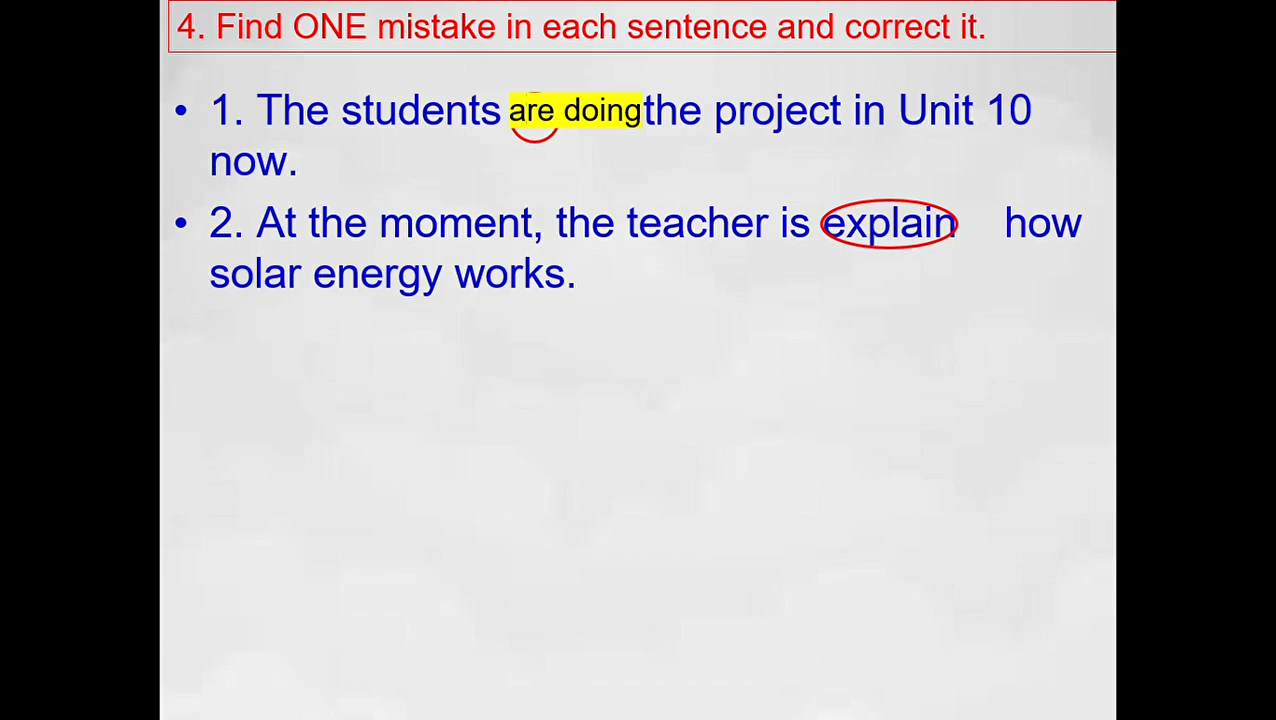 4. Find ONE mistake in each sentence and correct it.
• 1. The students are doing the project in Unit 10
now.
• 2. At the moment, the teacher is explain how
solar energy works.